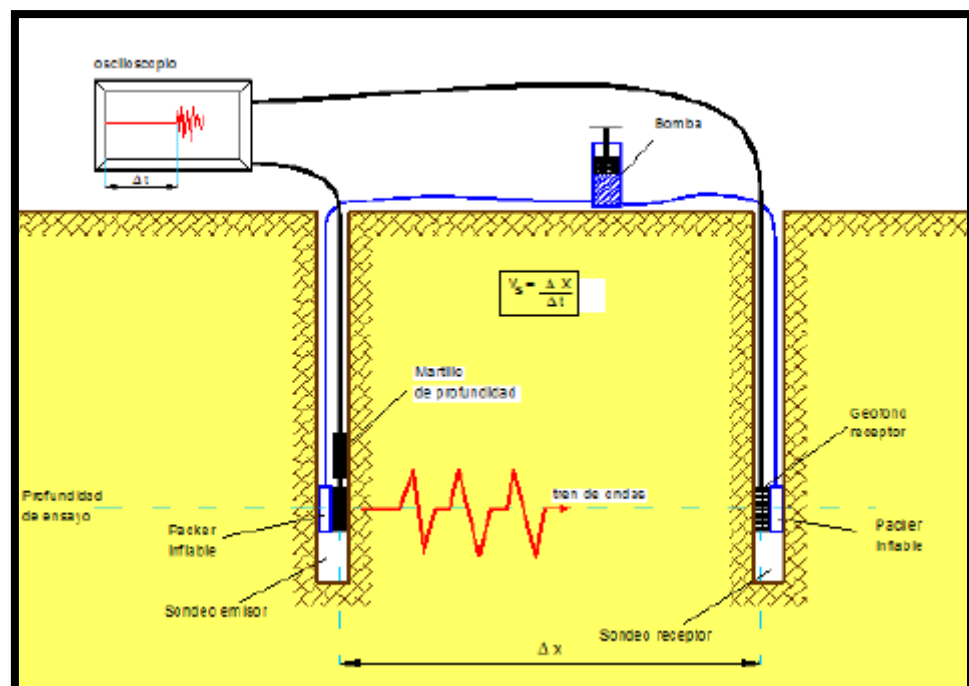 osciloscopio
Δt
Bomba
Vs = ΔX
Δt
Martillo
de profundidad
Geofono
receptor
Profundidad
de ensayo
tren de ondas
Packer
Inflable
Packer
Inflable
Sondeo emisor
Sondeo receptor
Δx